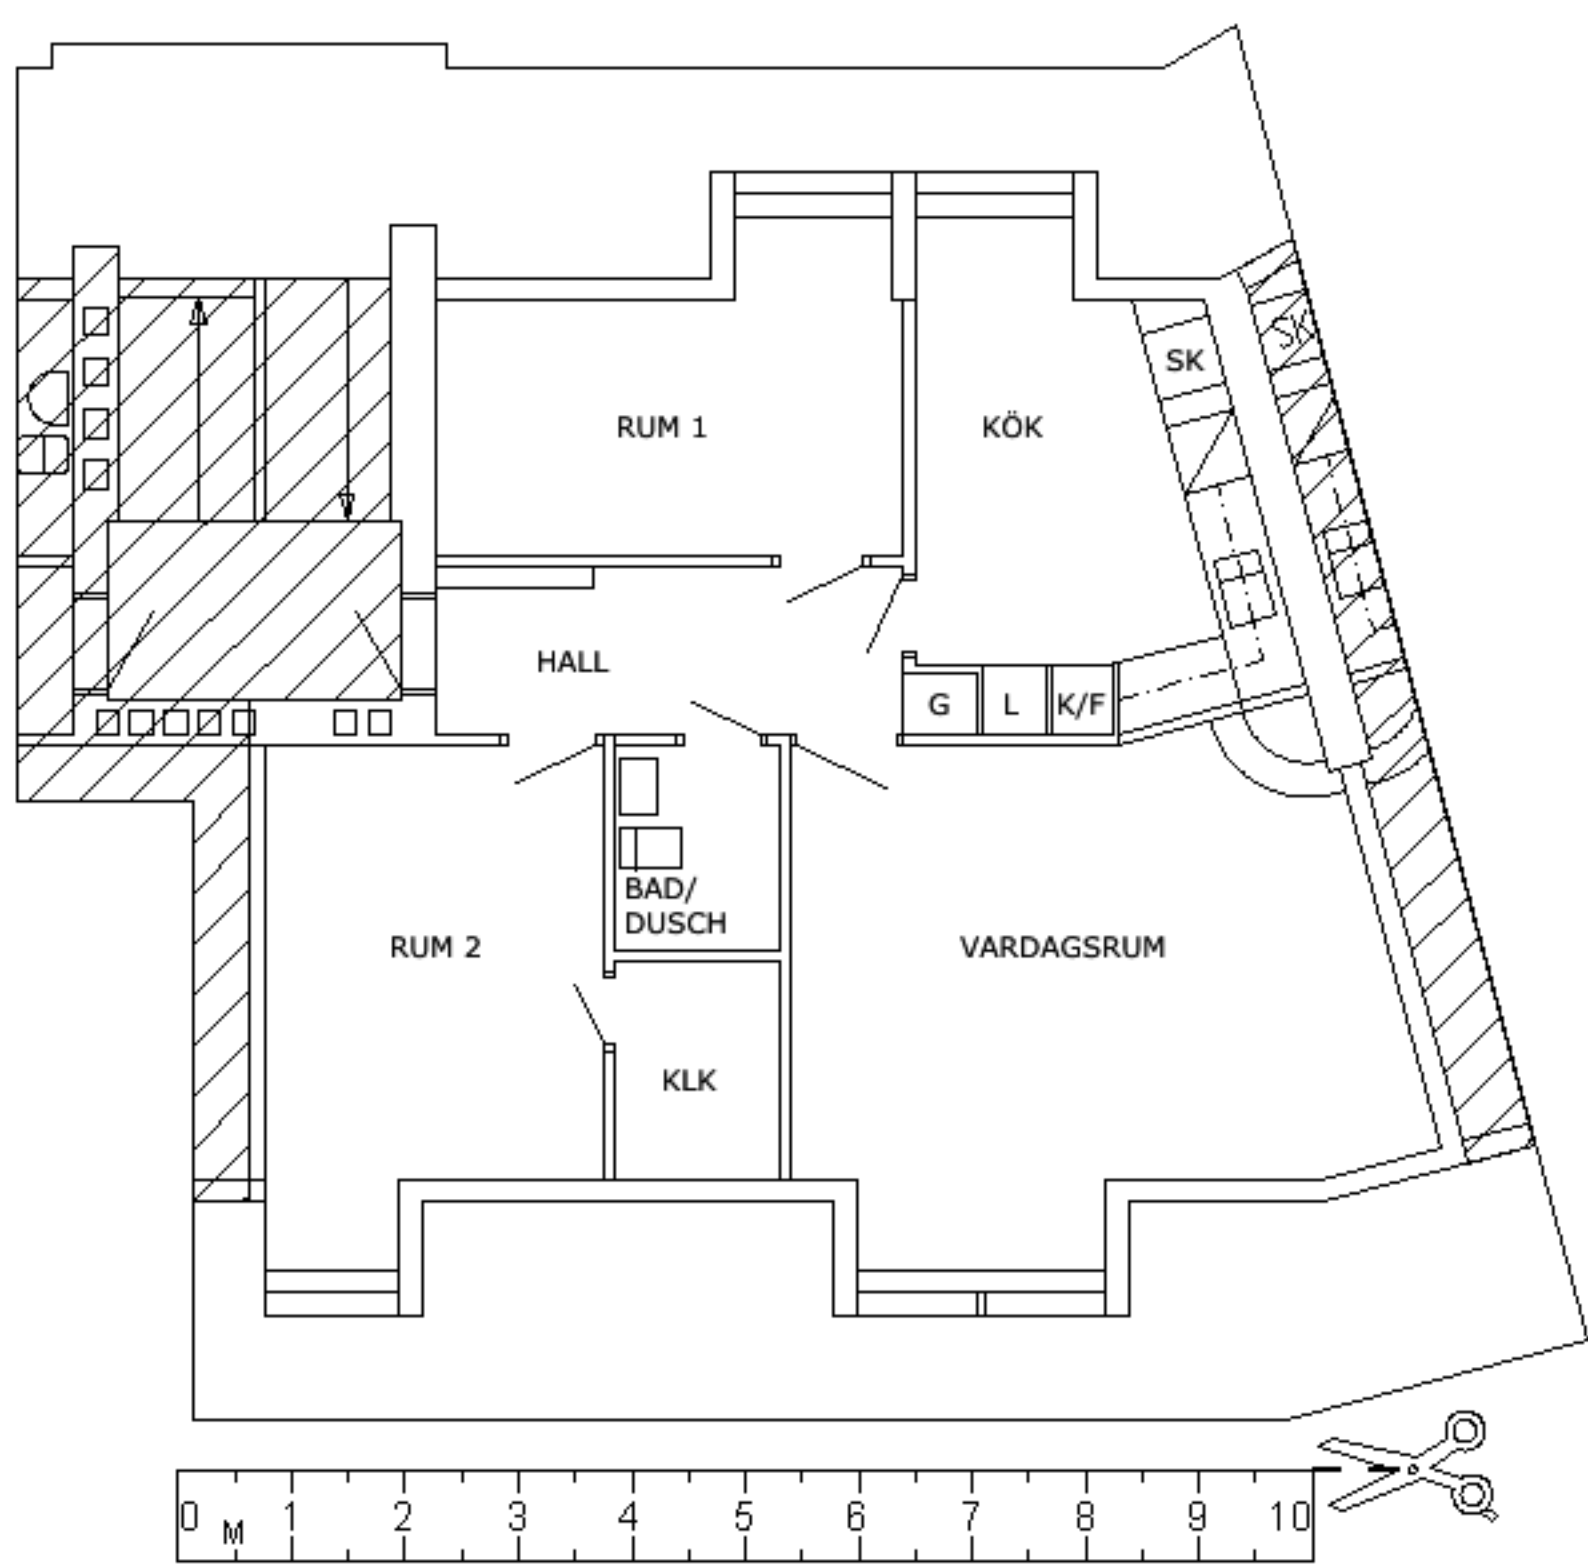 SK
SK
RUM 1
KÖK
HALL
G
L
K/F
BAD/
DUSCH
RUM 2
VARDAGSRUM
KLK
0 M 1 2 3 4 5 6 7 8 9 10